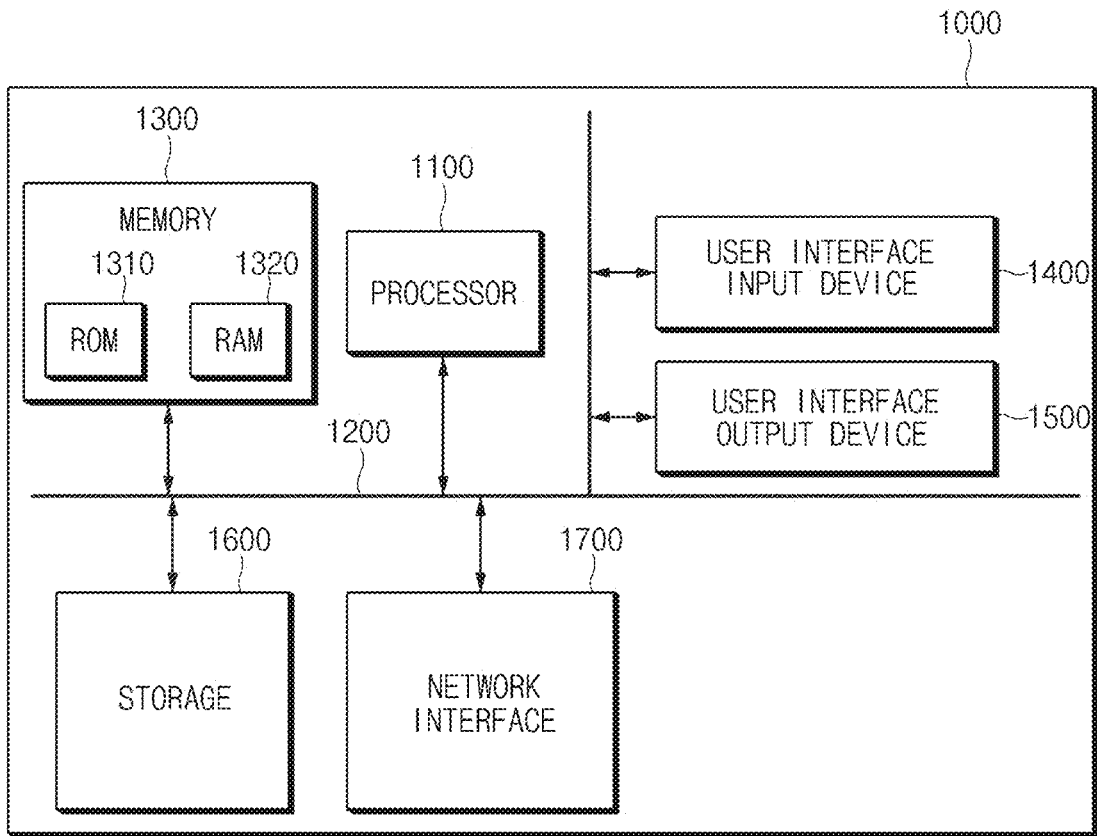 1000
1300
1100
MEMORY
1310
1320
ROM
RAM
PROCESSOR
USER INTERFACE
INPUT DEVICE
1400
USER INTERFACE
OUTPUT DEVICE
1500
1200
1600
1700
STORAGE
NETWORK
INTERFACE